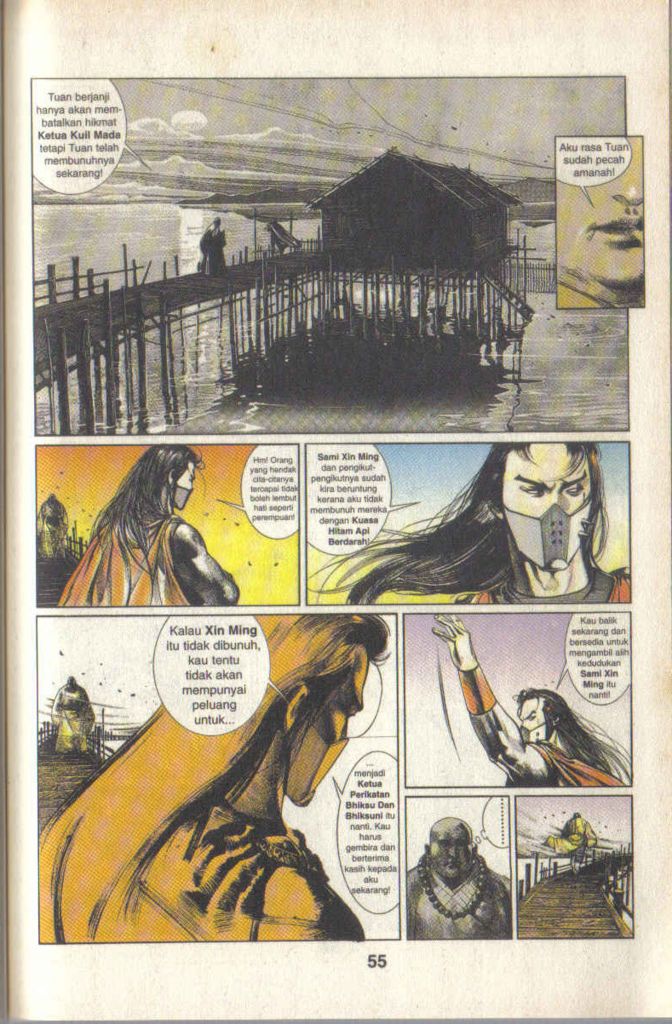 Tuan berjanji
hanya akan mem-
batalkan hikmat
Ketua Kuil Mada
tetapi Tuan telah
membunuhnya
sekarang!
Aku rasa Tuan
sudah pecah
amanah!
Hm! Orang
yang hendak
cita-citanya
tercapai tidak
boleh lembut
hati seperti
perempuan!
Sami Xin Ming
dan pengikut-
pengikutnya sudah
kira beruntung
kerana aku tidak
membunuh mereka
dengan Kuasa
Hitam Api
Berdarah!
Kalau Xin Ming
itu tidak dibunuh,
kau tentu
tidak akan
mempunyai
peluang
untuk...
...
menjadi
Ketua
Perikatan
Bhiksu Dan
Bhiksuni itu
nanti. Kau
harus
gembira dan
berterima
kasih kepada
aku
sekarang!
Kau balik
sekarang dan
bersedia untuk
mengambil alih
kedudukan
Sami Xin
Ming itu
nanti!
55